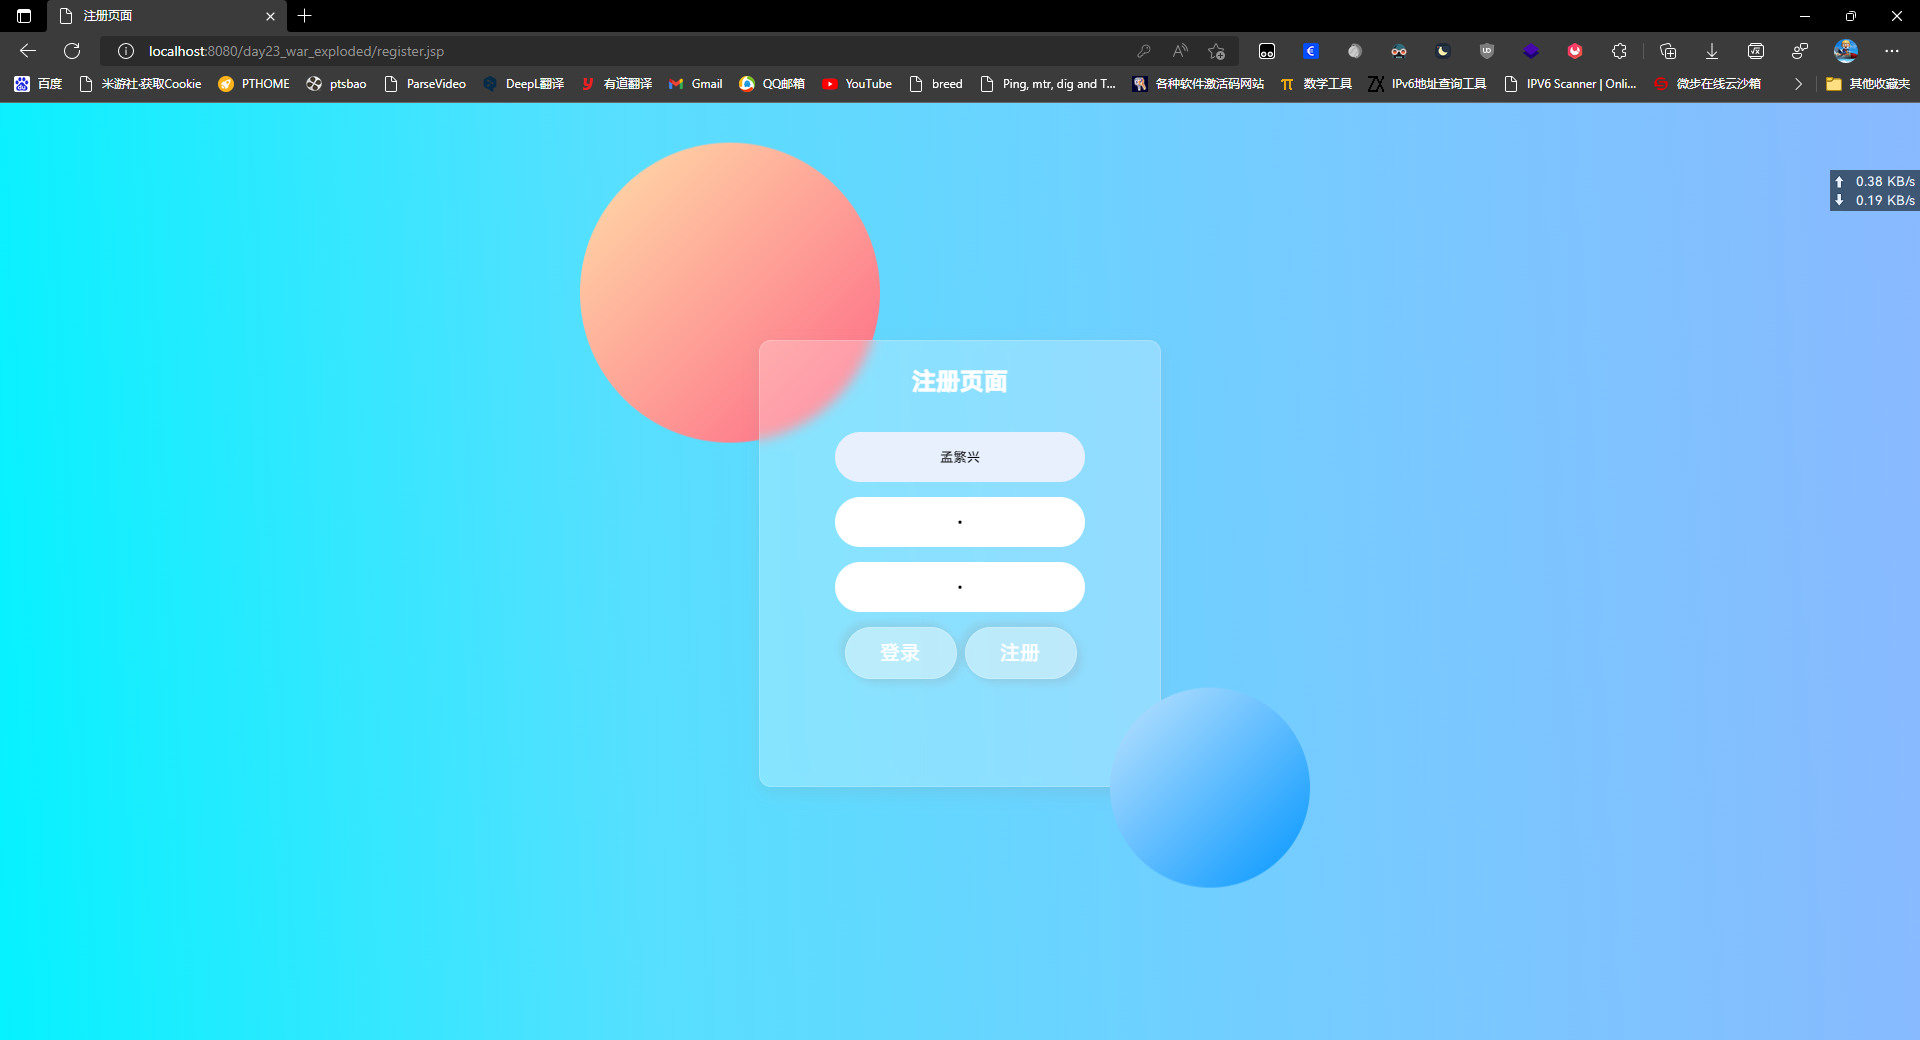 注册页面
localhost:8080/day23_war_exploded/register.jsp
百度 米游社·获取Cookie PTHOME ptsbao ParseVideo DeepL翻译 有道翻译 Gmail QQ邮箱 YouTube breed Ping, mtr, dig and T... 各种软件激活码网站 数学工具 IPv6地址查询工具 IPV6 Scanner | Onli... 微步在线云沙箱 其他收藏夹
0.38 KB/s
0.19 KB/s
注册页面
孟繁兴
登录 注册